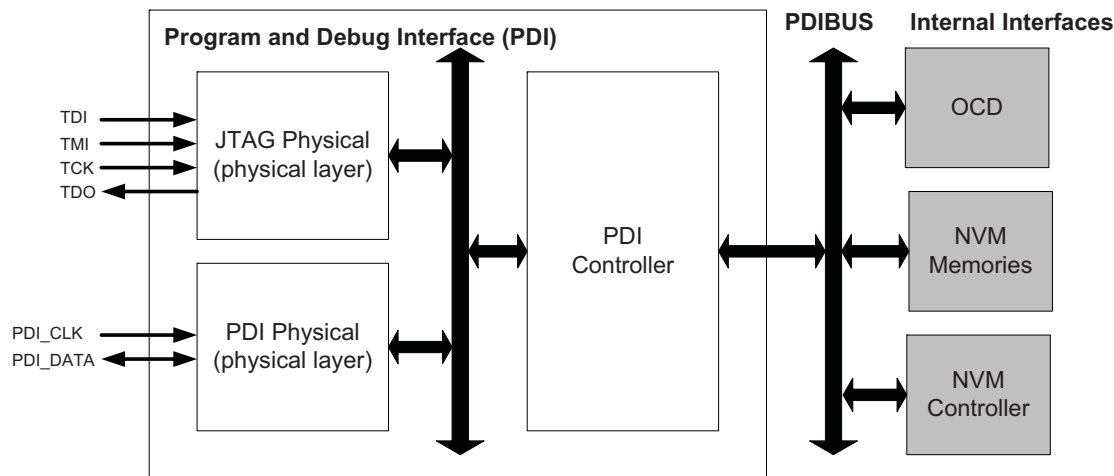 Program and Debug Interface (PDI)
PDIBUS
Internal Interfaces
TDI
TMI
TCK
TDO
JTAG Physical
(physical layer)
OCD
PDI
Controller
NVM
Memories
PDI_CLK
PDI_DATA
PDI Physical
(physical layer)
NVM
Controller